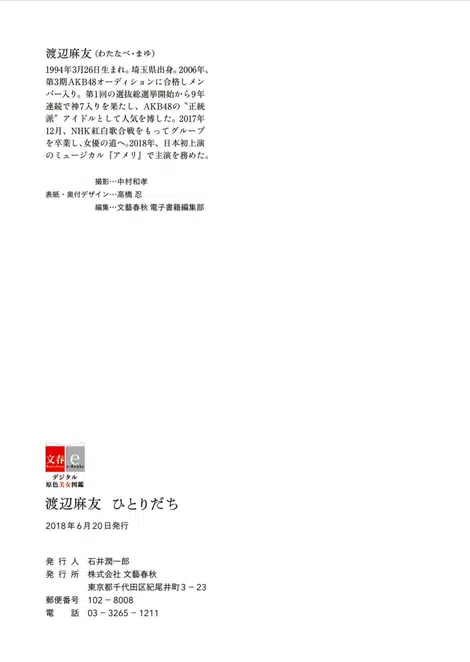 渡辺麻友(わたなべ・まゆ)
1994年3月26日生まれ。埼玉県出身。2006年、
第3期AKB48オーディションに合格しメン
バー入り。第1回の選抜総選挙開始から9年
連続で神7入りを果たし、AKB48の〝正統
派〟アイドルとして人気を博した。2017年
12月、NHK紅白歌合戦をもってグループ
を卒業し、女優の道へ。2018年、日本初上演
のミュージカル『アメリ』で主演を務めた。
撮影…中村和孝
表紙・奥付デザイン…高橋 忍
編集…文藝春秋 電子書籍編集部
文春 e
Bunshun e-Books
デジタル
原色美女図鑑
渡辺麻友 ひとりだち
2018年6月20日発行
発行人 石井潤一郎
発行所 株式会社 文藝春秋
東京都千代田区紀尾井町3-23
郵便番号 102-8008
電話 03-3265-1211